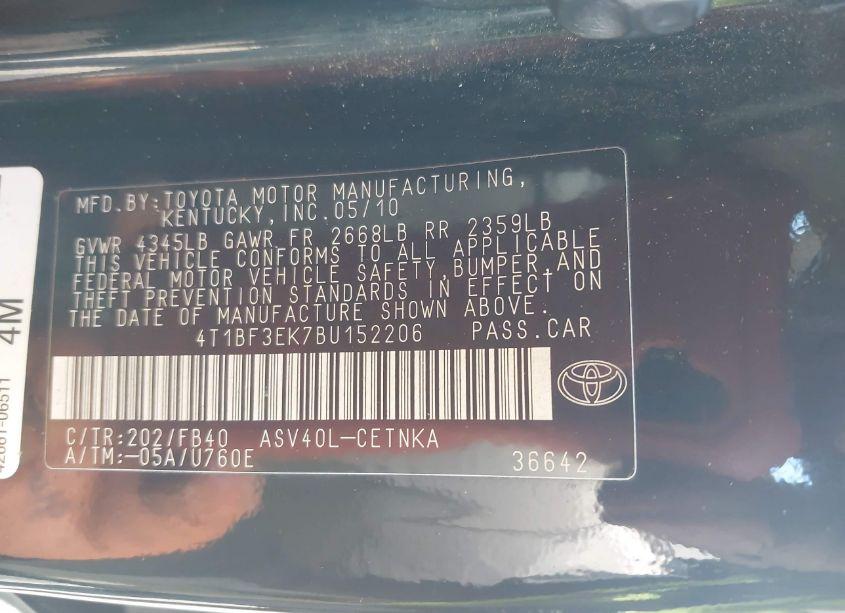 MFD.BY:TOYOTA MOTOR MANUFACTURING,
KENTUCKY,INC.05/10
GVWR 4345LB GAWR FR 2668LB RR 2359LB
THIS VEHICLE CONFORMS TO ALL APPLICABLE
FEDERAL MOTOR VEHICLE SAFETY,BUMPER,AND
THEFT PREVENTION STANDARDS IN EFFECT ON
THE DATE OF MANUFACTURE SHOWN ABOVE.
4T1BF3EK7BU152206 PASS.CAR
C/TR:202/FB40 ASV40L-CETNKA
A/TM:-05A/U760E 36642
4M